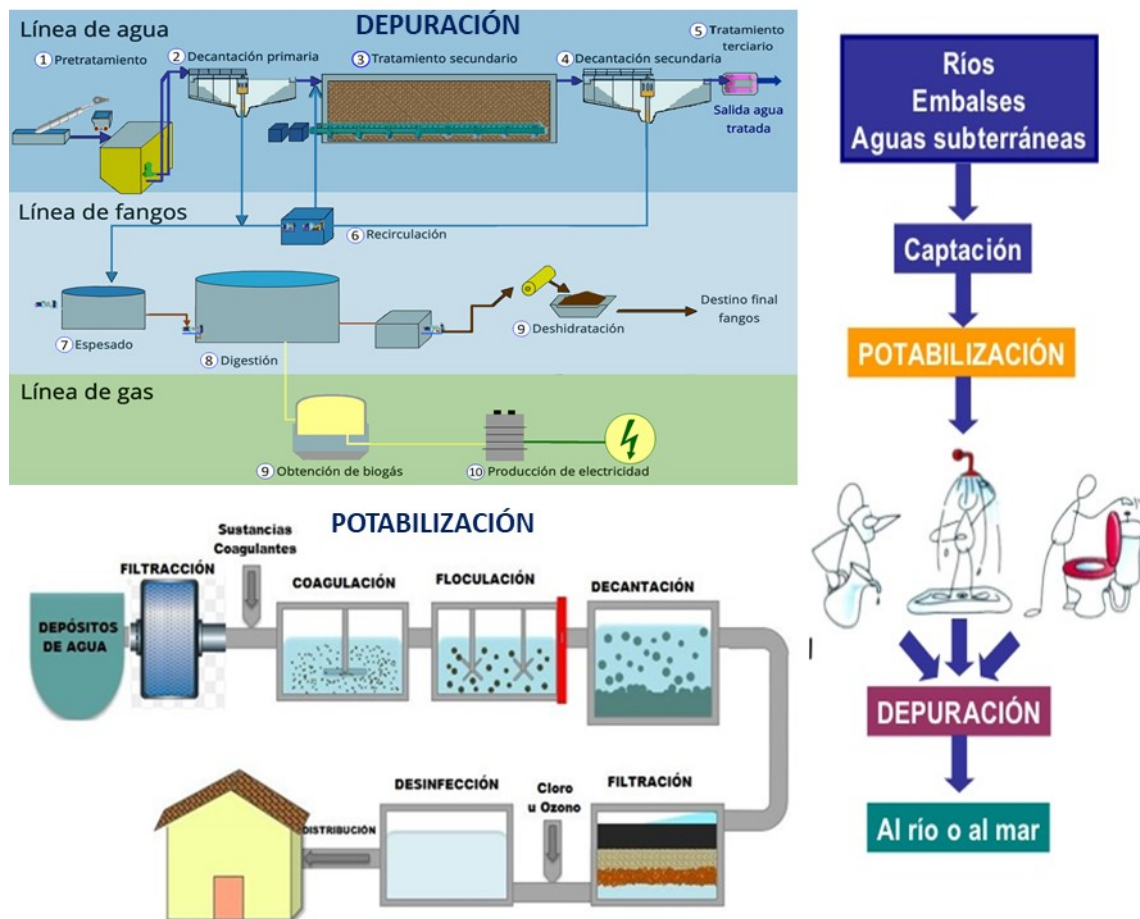 DEPURACIÓN
Línea de agua
① Pretratamiento
② Decantación primaria
③ Tratamiento secundario
④ Decantación secundaria
⑤ Tratamiento
terciario
Salida agua
tratada
Línea de fangos
⑥ Recirculación
⑦ Espesado
⑧ Digestión
⑨ Deshidratación
Destino final
fangos
Línea de gas
⑨ Obtención de biogás
⑩ Producción de electricidad
POTABILIZACIÓN
DEPÓSITOS
DE AGUA
FILTRACCIÓN
Sustancias
Coagulantes
COAGULACIÓN
FLOCULACIÓN
DECANTACIÓN
FILTRACIÓN
Cloro
u Ozono
DESINFECCIÓN
DISTRIBUCIÓN
Ríos
Embalses
Aguas subterráneas
Captación
POTABILIZACIÓN
DEPURACIÓN
Al río o al mar